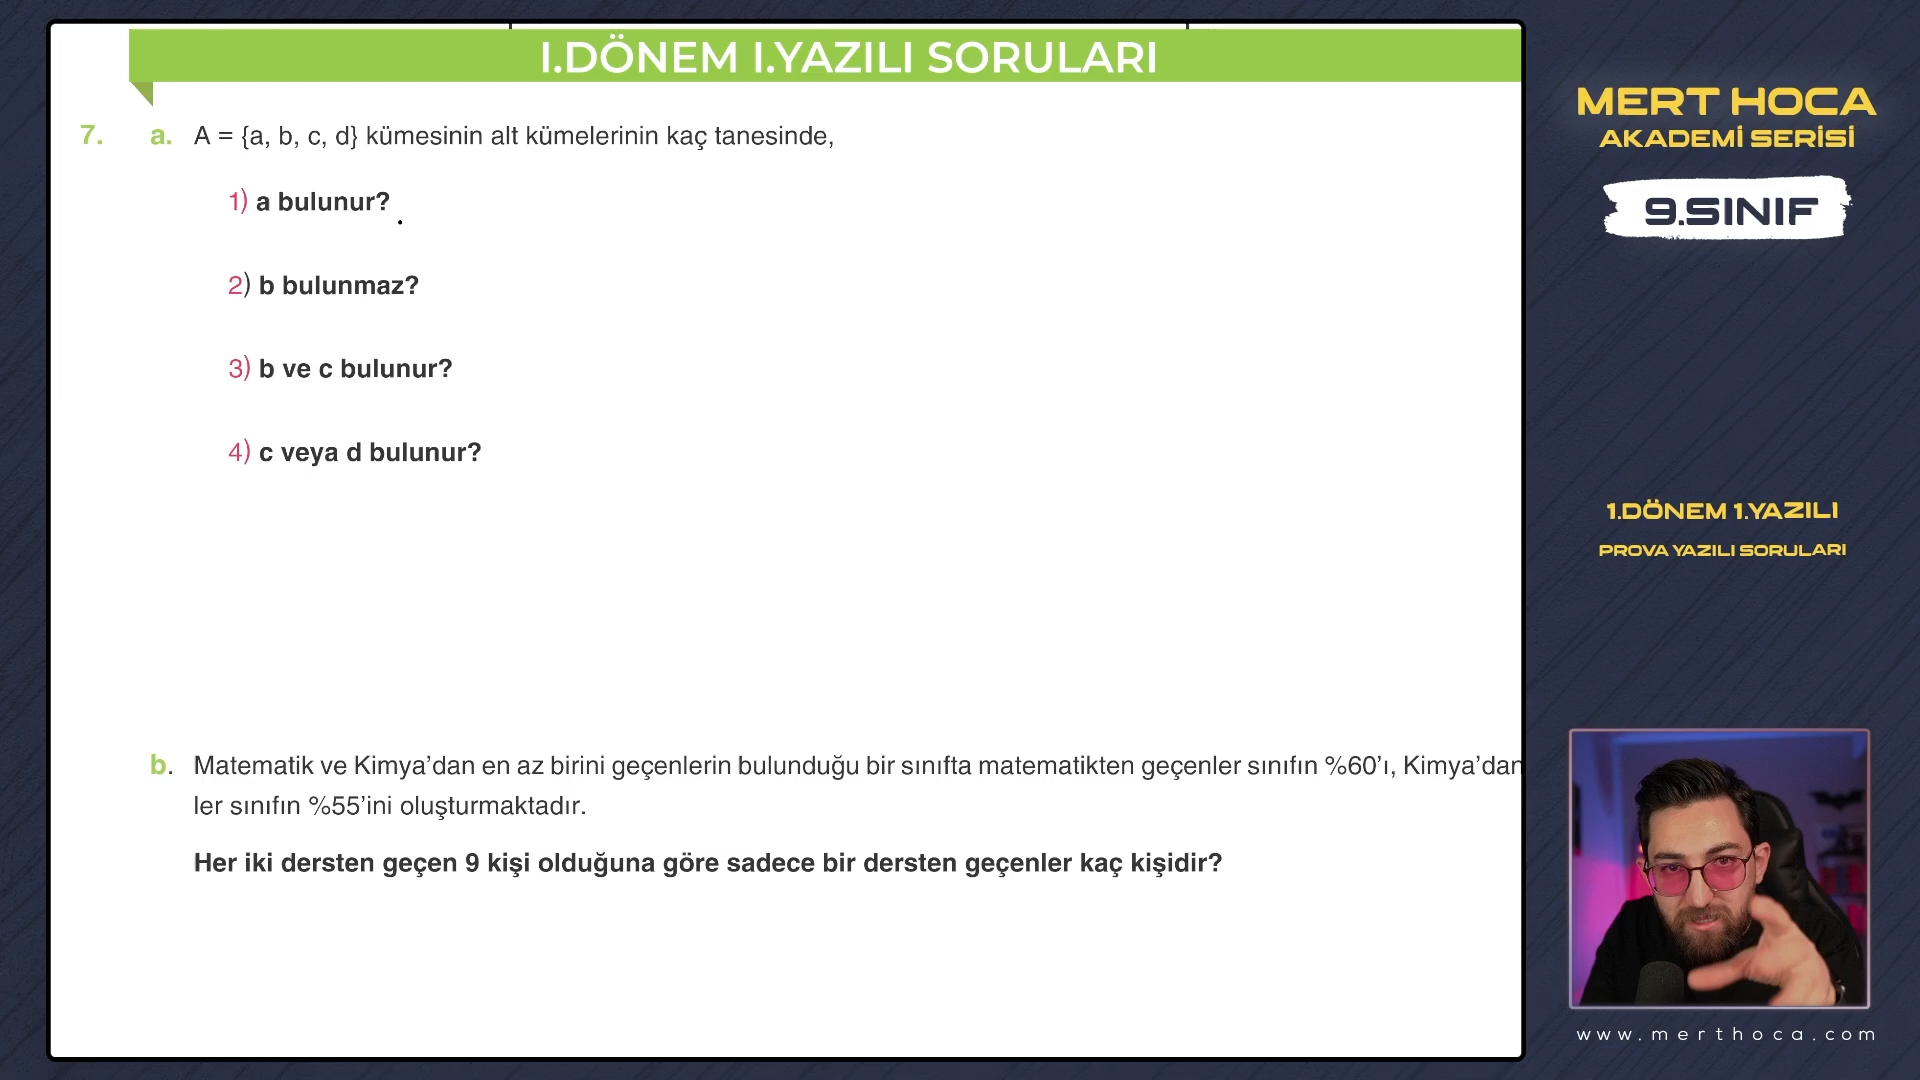 I.DÖNEM I.YAZILI SORULARI
7. a. A = {a, b, c, d} kümesinin alt kümelerinin kaç tanesinde,
1) a bulunur?
2) b bulunmaz?
3) b ve c bulunur?
4) c veya d bulunur?
b. Matematik ve Kimya’dan en az birini geçenlerin bulunduğu bir sınıfta matematikten geçenler sınıfın %60’ı, Kimya’dan
ler sınıfın %55’ini oluşturmaktadır.
Her iki dersten geçen 9 kişi olduğuna göre sadece bir dersten geçenler kaç kişidir?
MERT HOCA
AKADEMİ SERİSİ
9.SINIF
1.DÖNEM 1.YAZILI
PROVA YAZILI SORULARI
www.merthoca.com